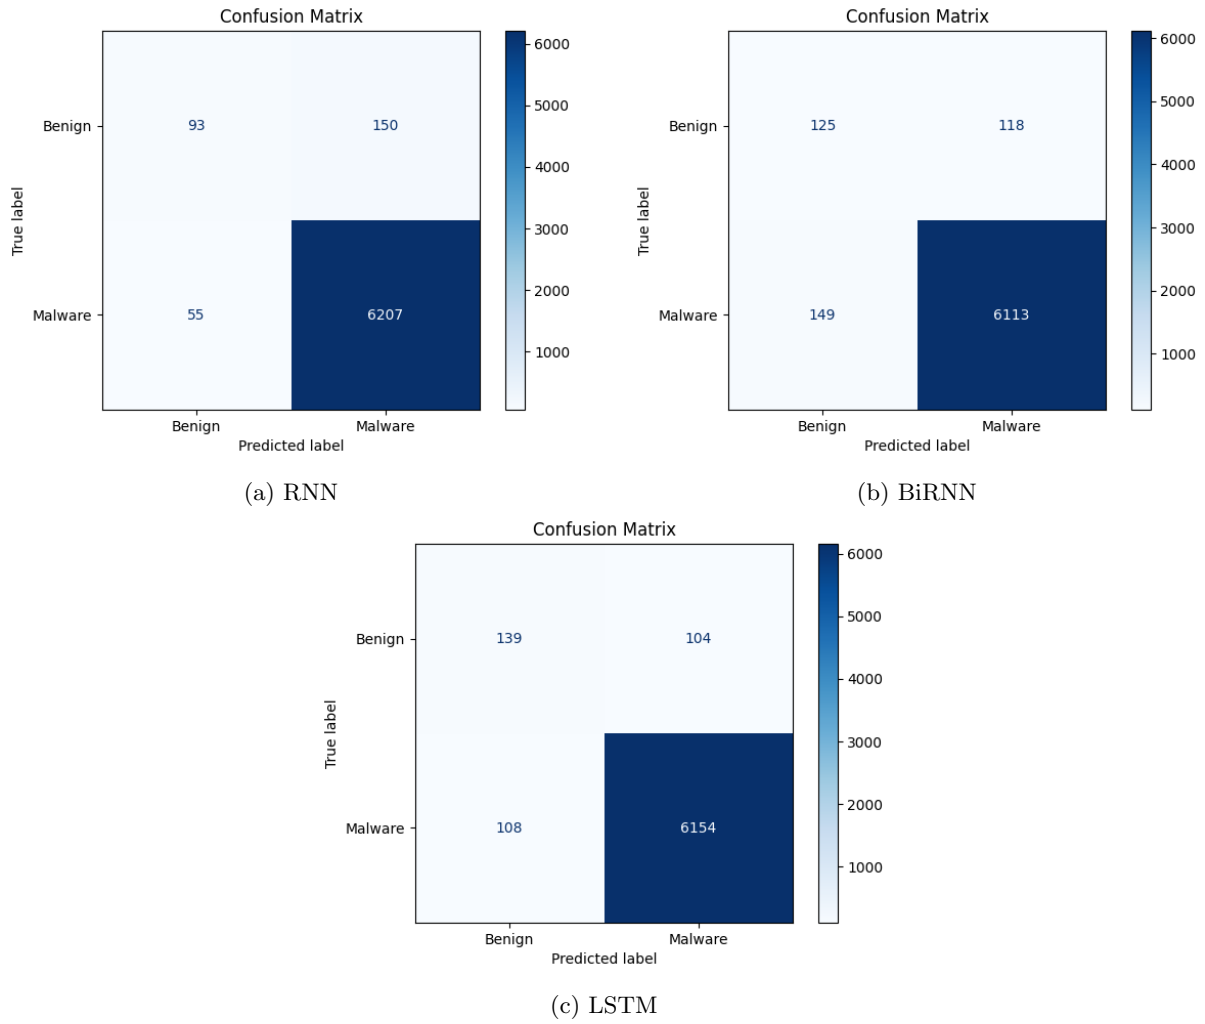 Confusion Matrix
6000
5000
4000
3000
2000
1000
Benign
Malware
True label
93
150
55
6207
Benign
Malware
Predicted label
(a) RNN
Confusion Matrix
6000
5000
4000
3000
2000
1000
Benign
Malware
True label
125
118
149
6113
Benign
Malware
Predicted label
(b) BiRNN
Confusion Matrix
6000
5000
4000
3000
2000
1000
Benign
Malware
True label
139
104
108
6154
Benign
Malware
Predicted label
(c) LSTM